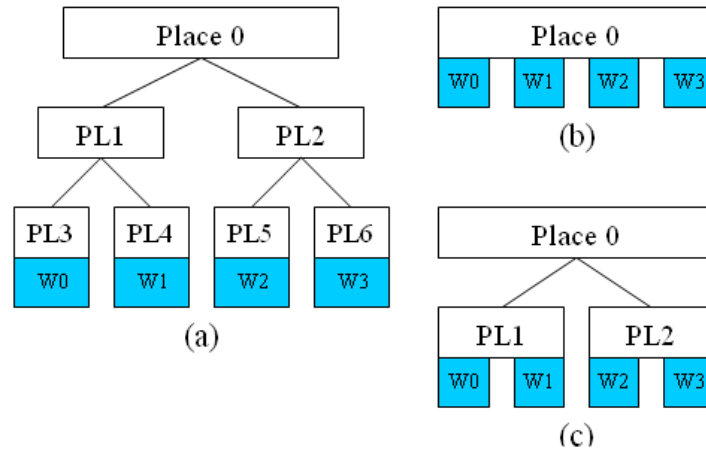 Place 0
PL1 PL2
PL3 PL4 PL5 PL6
W0 W1 W2 W3
(a)
Place 0
W0 W1 W2 W3
(b)
Place 0
PL1 PL2
W0 W1 W2 W3
(c)